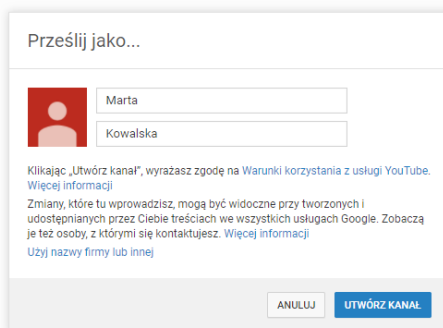 Prześlij jako...
Marta
Kowalska
Klikając „Utwórz kanał”, wyrażasz zgodę na Warunki korzystania z usługi YouTube.
Więcej informacji
Zmiany, które tu wprowadzisz, mogą być widoczne przy tworzonych i
udostępnianych przez Ciebie treściach we wszystkich usługach Google. Zobaczą
je też osoby, z którymi się kontaktujesz. Więcej informacji
Użyj nazwy firmy lub innej
ANULUJ UTWÓRZ KANAŁ